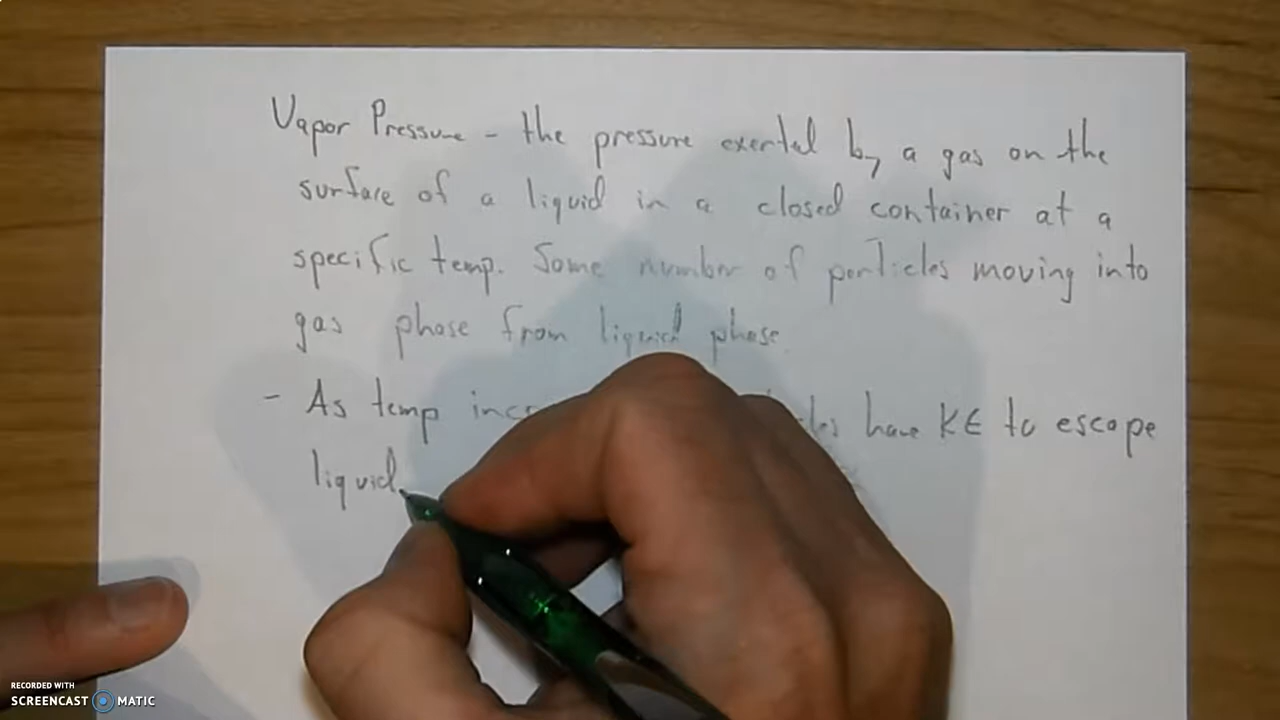 Vapor Pressure - the pressure exerted by a gas on the
surface of a liquid in a closed container at a
specific temp. Some number of particles moving into
gas phase from liquid phase.
- As temp have KE to escape
liquid.
RECORDED WITH
SCREENCAST MATIC